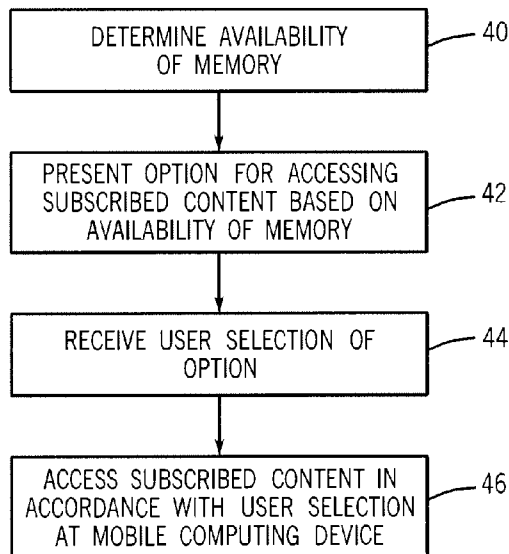 DETERMINE AVAILABILITY
OF MEMORY
40
PRESENT OPTION FOR ACCESSING
SUBSCRIBED CONTENT BASED ON
AVAILABILITY OF MEMORY
42
RECEIVE USER SELECTION OF
OPTION
44
ACCESS SUBSCRIBED CONTENT IN
ACCORDANCE WITH USER SELECTION
AT MOBILE COMPUTING DEVICE
46